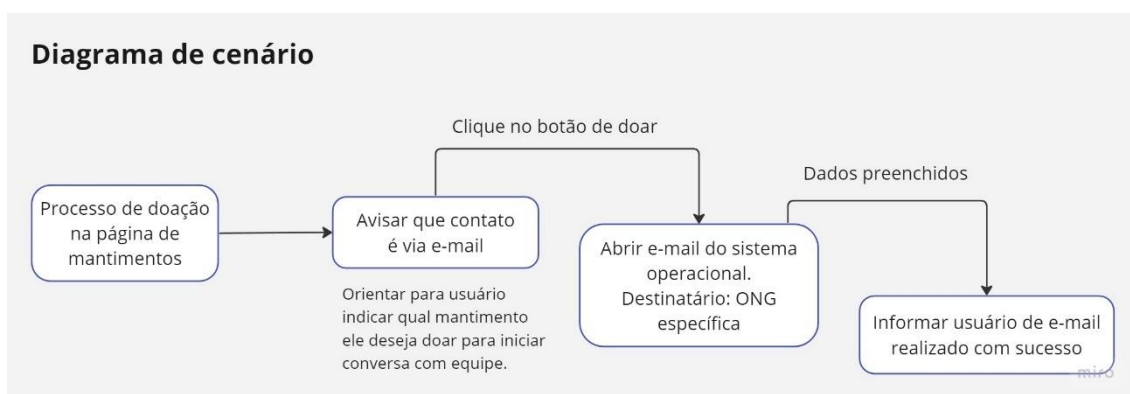 Diagrama de cenário
Clique no botão de doar
Dados preenchidos
Processo de doação
na página de
mantimentos
Avisar que contato
é via e-mail
Orientar para usuário
indicar qual mantimento
ele deseja doar para iniciar
conversa com equipe.
Abrir e-mail do sistema
operacional.
Destinatário: ONG
específica
Informar usuário de e-mail
realizado com sucesso
miro